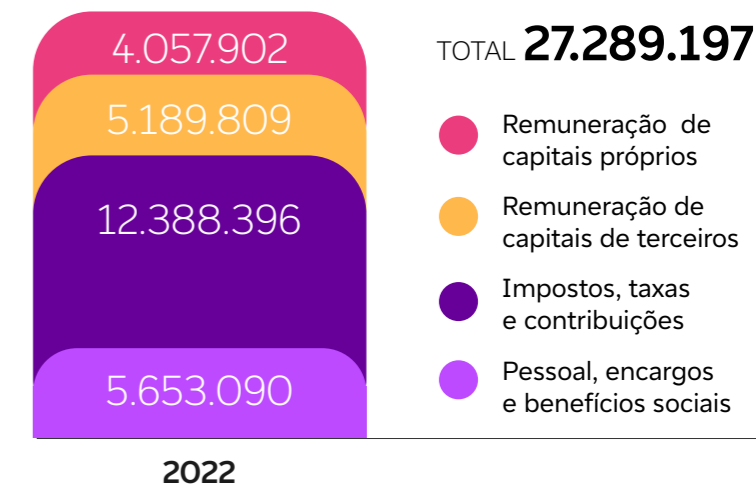 4.057.902
5.189.809
12.388.396
5.653.090
2022
TOTAL 27.289.197
Remuneração de
capitais próprios
Remuneração de
capitais de terceiros
Impostos, taxas
e contribuições
Pessoal, encargos
e benefícios sociais